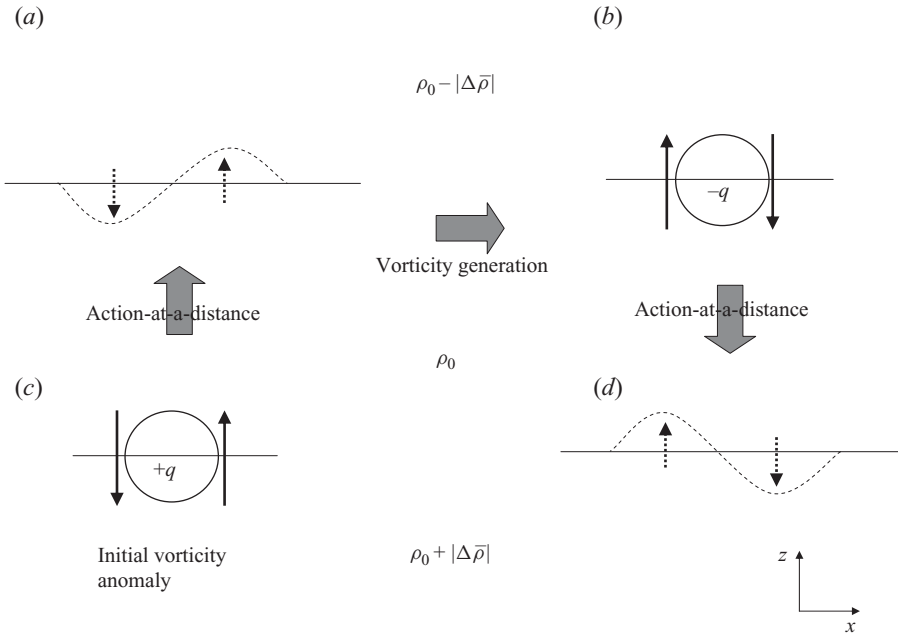 (a)
(b)
ρ0 – |Δρ̄|
–q
Vorticity generation
Action-at-a-distance
Action-at-a-distance
ρ0
(c)
(d)
+q
Initial vorticity
anomaly
ρ0 + |Δρ̄|
z
x